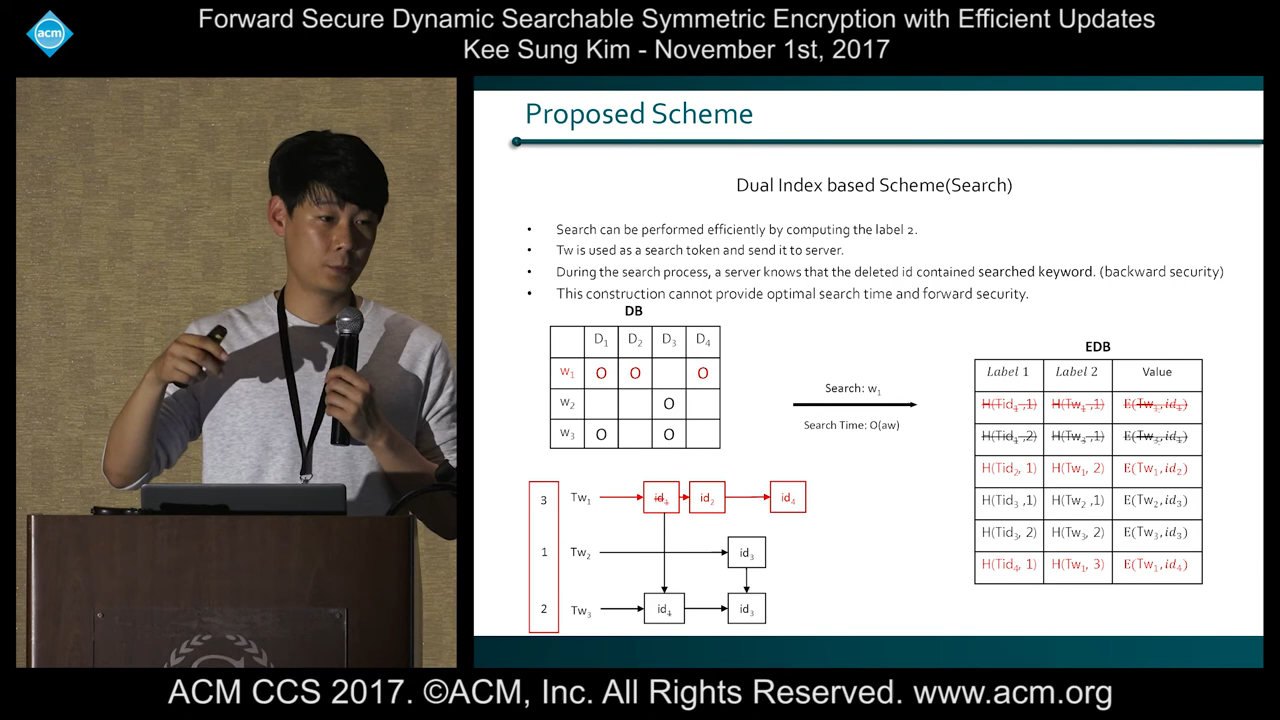 acm
Forward Secure Dynamic Searchable Symmetric Encryption with Efficient Updates
Kee Sung Kim - November 1st, 2017
Proposed Scheme
Dual Index based Scheme(Search)
• Search can be performed efficiently by computing the label 2.
• Tw is used as a search token and send it to server.
• During the search process, a server knows that the deleted id contained searched keyword. (backward security)
• This construction cannot provide optimal search time and forward security.
DB
D₁ D₂ D₃ D₄
w₁ O O O
w₂ O
w₃ O O
Search: w₁
Search Time: O(aw)
EDB
Label 1 Label 2 Value
H(Tid₁,1) H(Tw₁,1) E(Tw₁,id₁)
H(Tid₁,2) H(Tw₃,1) E(Tw₃,id₁)
H(Tid₂, 1) H(Tw₁, 2) E(Tw₁,id₂)
H(Tid₃ ,1) H(Tw₂ ,1) E(Tw₂,id₃)
H(Tid₃, 2) H(Tw₃, 2) E(Tw₃,id₃)
H(Tid₄, 1) H(Tw₁, 3) E(Tw₁,id₄)
3 Tw₁ id₁ id₂ id₄
1 Tw₂ id₃
2 Tw₃ id₁ id₃
ACM CCS 2017. ©ACM, Inc. All Rights Reserved. www.acm.org